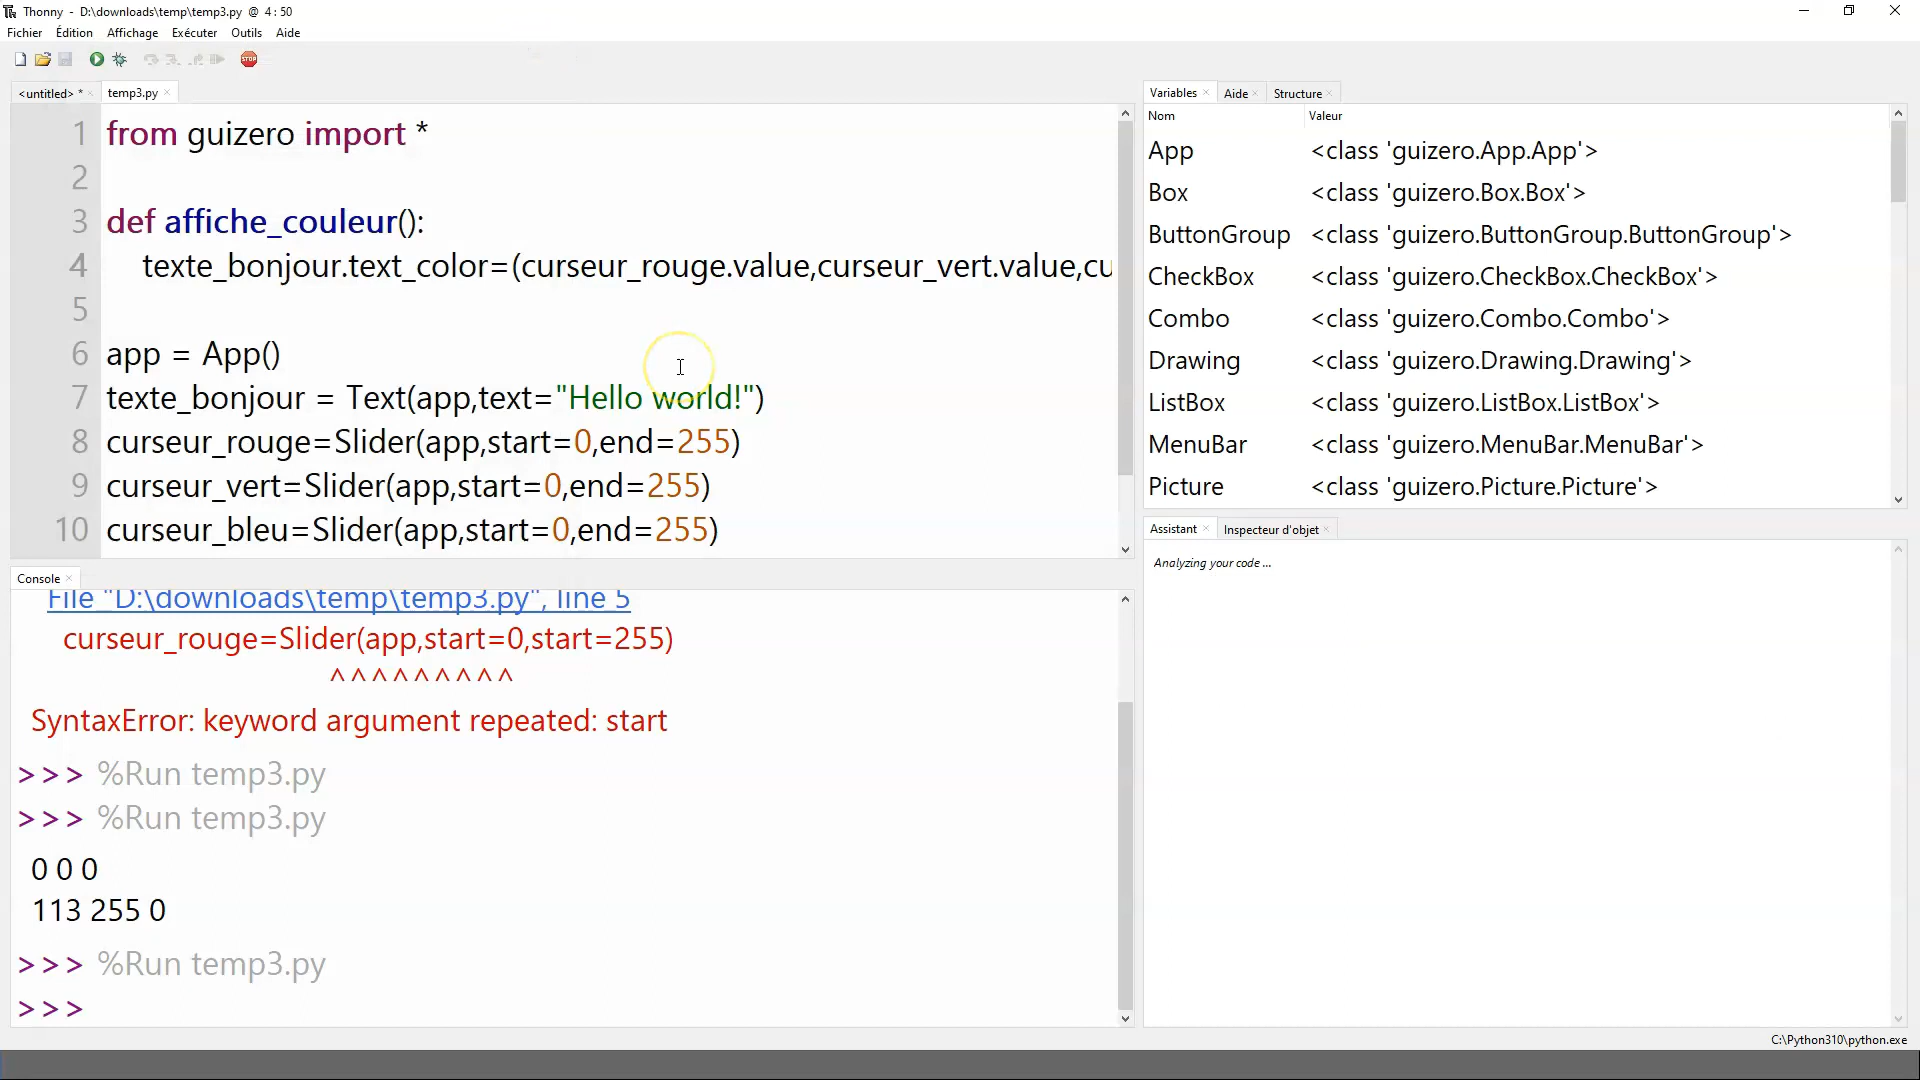 Thonny - D:\downloads\temp\temp3.py @ 4 : 50
Fichier Édition Affichage Exécuter Outils Aide
STOP
<untitled> * × temp3.py ×
1 from guizero import *
2
3 def affiche_couleur():
4 texte_bonjour.text_color=(curseur_rouge.value,curseur_vert.value,cu
5
6 app = App()
7 texte_bonjour = Text(app,text="Hello world!")
8 curseur_rouge=Slider(app,start=0,end=255)
9 curseur_vert=Slider(app,start=0,end=255)
10 curseur_bleu=Slider(app,start=0,end=255)
Console ×
File "D:\downloads\temp\temp3.py", line 5
curseur_rouge=Slider(app,start=0,start=255)
^^^^^^^^^
SyntaxError: keyword argument repeated: start
>>> %Run temp3.py
>>> %Run temp3.py
0 0 0
113 255 0
>>> %Run temp3.py
>>>
Variables × Aide × Structure ×
Nom Valeur
App <class 'guizero.App.App'>
Box <class 'guizero.Box.Box'>
ButtonGroup <class 'guizero.ButtonGroup.ButtonGroup'>
CheckBox <class 'guizero.CheckBox.CheckBox'>
Combo <class 'guizero.Combo.Combo'>
Drawing <class 'guizero.Drawing.Drawing'>
ListBox <class 'guizero.ListBox.ListBox'>
MenuBar <class 'guizero.MenuBar.MenuBar'>
Picture <class 'guizero.Picture.Picture'>
Assistant × Inspecteur d'objet ×
Analyzing your code ...
C:\Python310\python.exe